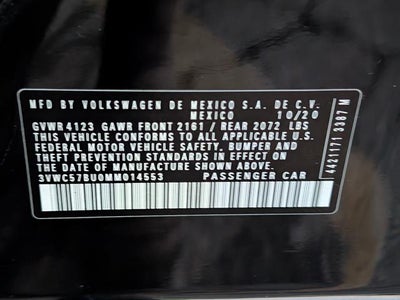 MFD BY VOLKSWAGEN DE MEXICO S.A. DE C.V.
MEXICO 10/20
GVWR 4123 GAWR FRONT 2161 / REAR 2072 LBS
THIS VEHICLE CONFORMS TO ALL APPLICABLE U.S.
FEDERAL MOTOR VEHICLE SAFETY, BUMPER AND
THEFT PREVENTION STANDARDS IN EFFECT ON
THE DATE OF MANUFACTURE SHOWN ABOVE.
3VWC57BU0MM014553 PASSENGER CAR
4421171 3387 M